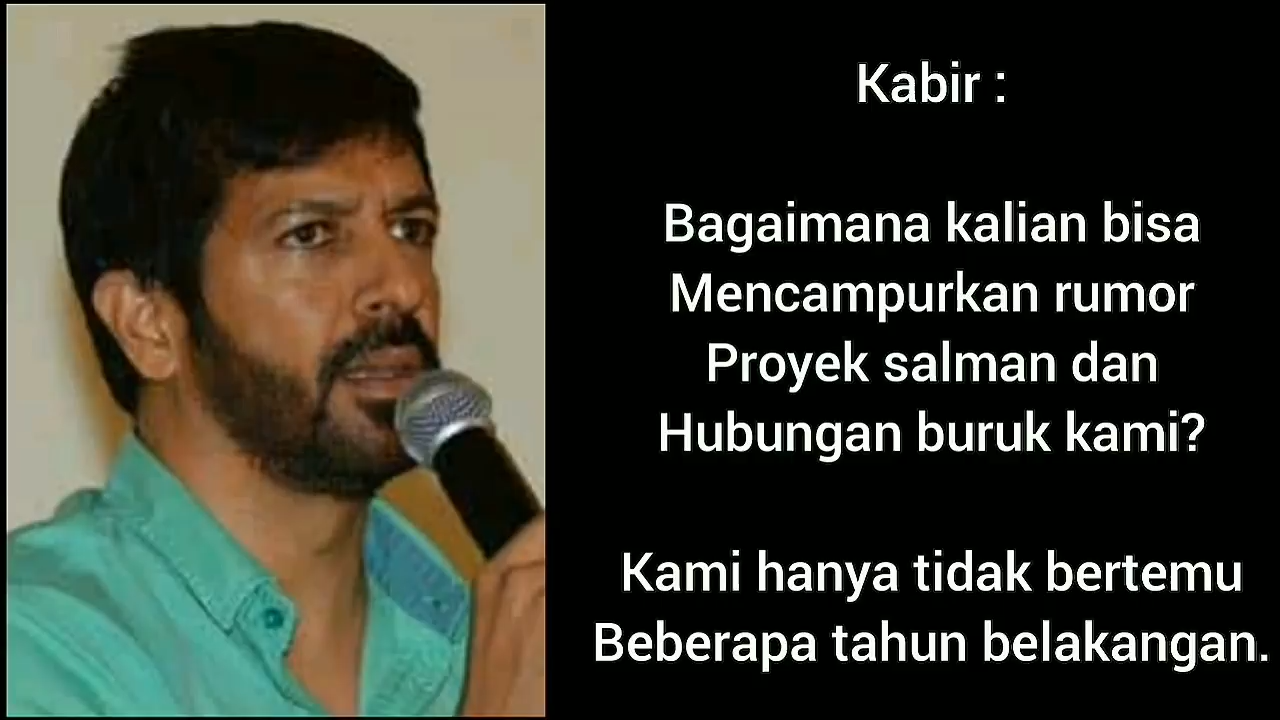 Kabir :
Bagaimana kalian bisa
Mencampurkan rumor
Proyek salman dan
Hubungan buruk kami?
Kami hanya tidak bertemu
Beberapa tahun belakangan.